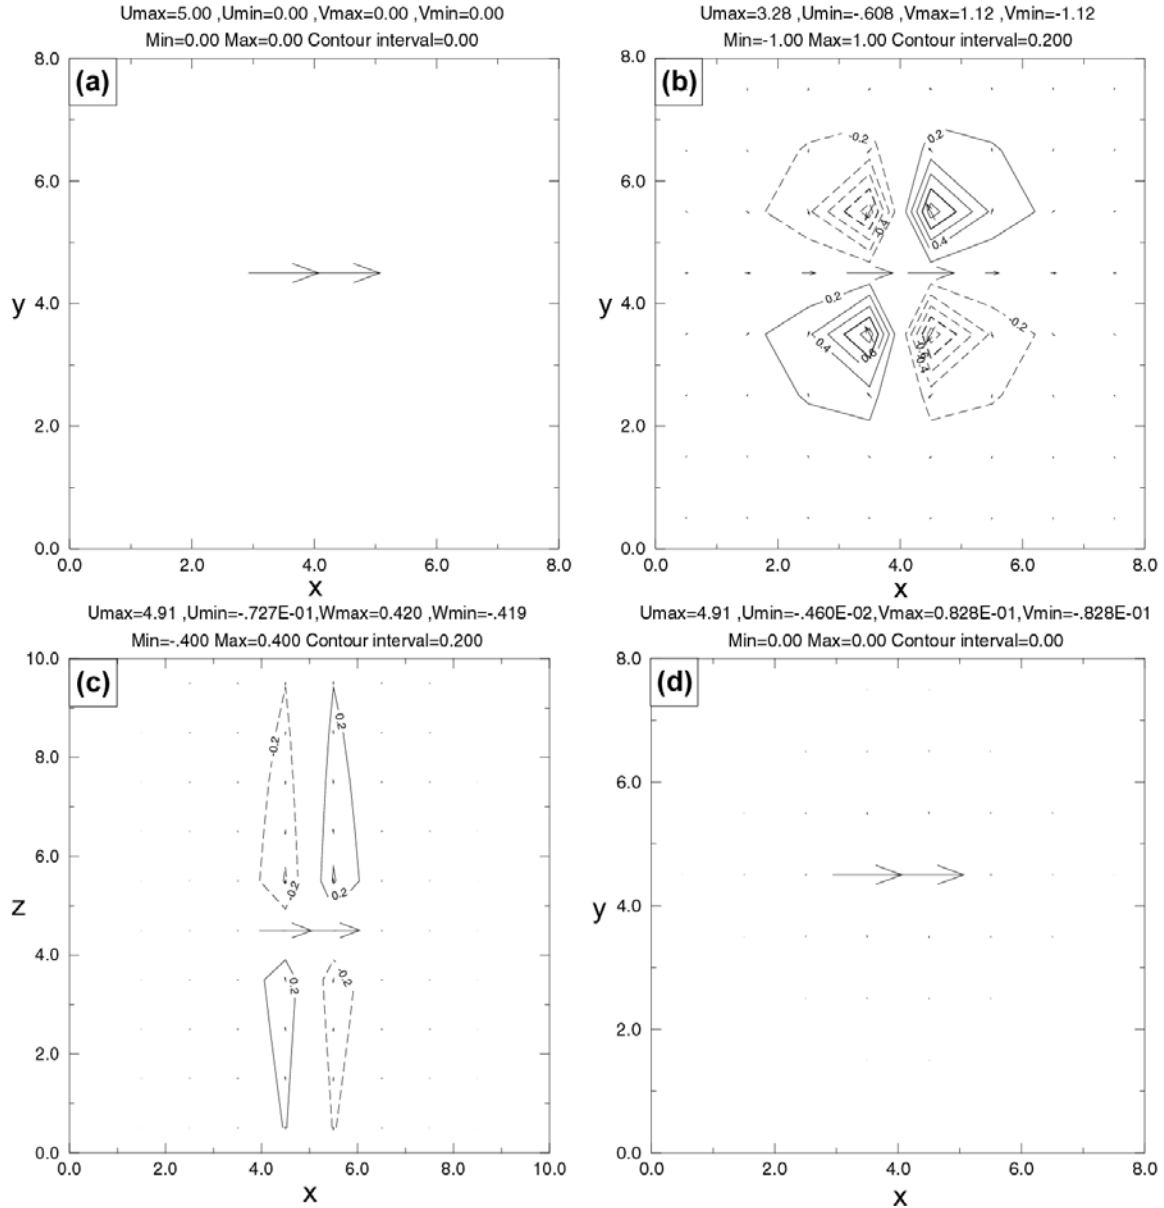 Umax=5.00 ,Umin=0.00 ,Vmax=0.00 ,Vmin=0.00
Min=0.00 Max=0.00 Contour interval=0.00
(a)
8.0
6.0
y
4.0
2.0
0.0
0.0 2.0 4.0 6.0 8.0
x
Umax=3.28 ,Umin=-.608 ,Vmax=1.12 ,Vmin=-1.12
Min=-1.00 Max=1.00 Contour interval=0.200
(b)
8.0
-0.2 0.2
6.0
-0.4 0.4
y
4.0
0.2 -0.2
0.4 0.6
2.0
0.0
0.0 2.0 4.0 6.0 8.0
x
Umax=4.91 ,Umin=-.727E-01,Wmax=0.420 ,Wmin=-.419
Min=-.400 Max=0.400 Contour interval=0.200
(c)
10.0
0.2
-0.2
8.0
6.0
-0.2 0.2
z
4.0
0.2 -0.2
2.0
0.0
0.0 2.0 4.0 6.0 8.0 10.0
x
Umax=4.91 ,Umin=-.460E-02,Vmax=0.828E-01,Vmin=-.828E-01
Min=0.00 Max=0.00 Contour interval=0.00
(d)
8.0
6.0
y
4.0
2.0
0.0
0.0 2.0 4.0 6.0 8.0
x